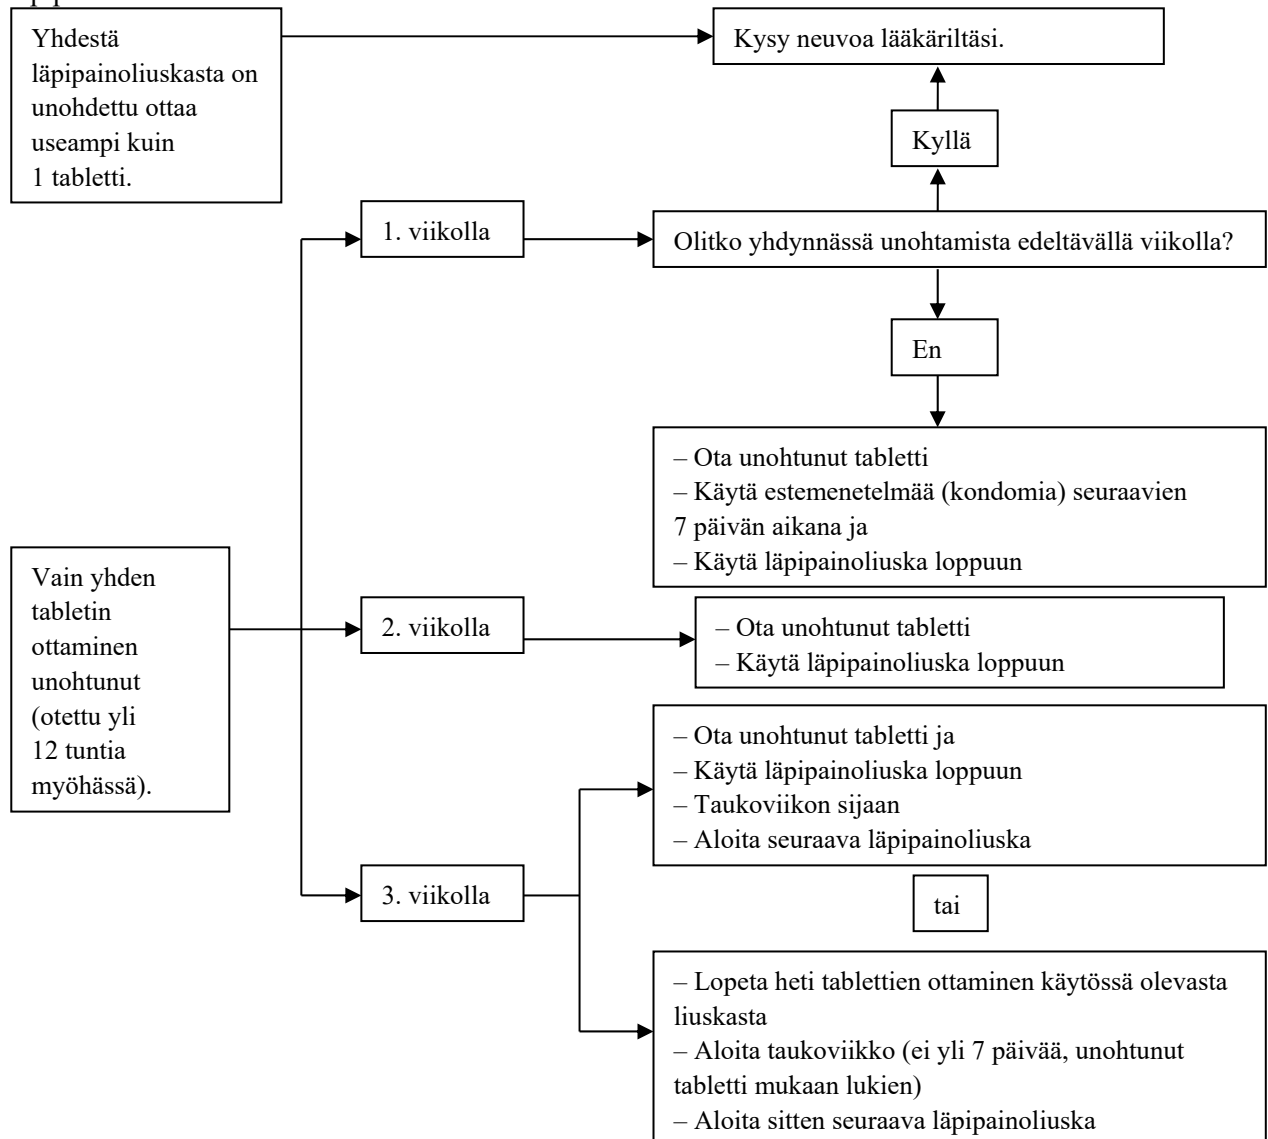 Yhdestä
läpipainoliuskasta on
unohdettu ottaa
useampi kuin
1 tabletti.
Kysy neuvoa lääkäriltäsi.
Kyllä
1. viikolla
Olitko yhdynnässä unohtamista edeltävällä viikolla?
En
– Ota unohtunut tabletti
– Käytä estemenetelmää (kondomia) seuraavien
7 päivän aikana ja
– Käytä läpipainoliuska loppuun
Vain yhden
tabletin
ottaminen
unohtunut
(otettu yli
12 tuntia
myöhässä).
2. viikolla
– Ota unohtunut tabletti
– Käytä läpipainoliuska loppuun
3. viikolla
– Ota unohtunut tabletti ja
– Käytä läpipainoliuska loppuun
– Taukoviikon sijaan
– Aloita seuraava läpipainoliuska
tai
– Lopeta heti tablettien ottaminen käytössä olevasta
liuskasta
– Aloita taukoviikko (ei yli 7 päivää, unohtunut
tabletti mukaan lukien)
– Aloita sitten seuraava läpipainoliuska